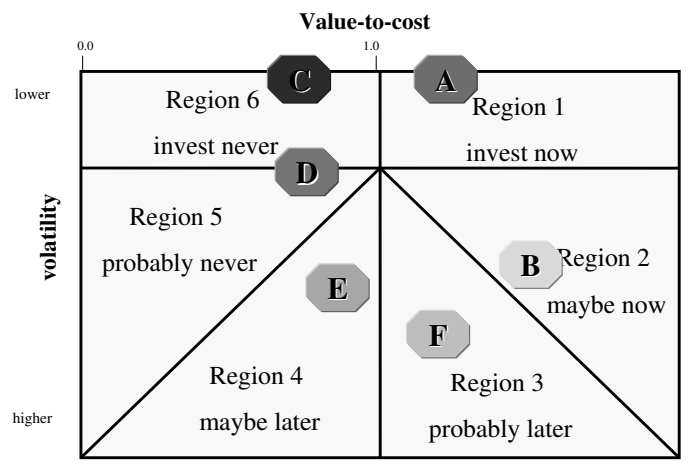 Value-to-cost
0.0
1.0
lower
C
A
Region 6
invest never
Region 1
invest now
D
volatility
Region 5
probably never
B
Region 2
maybe now
E
F
Region 4
maybe later
Region 3
probably later
higher